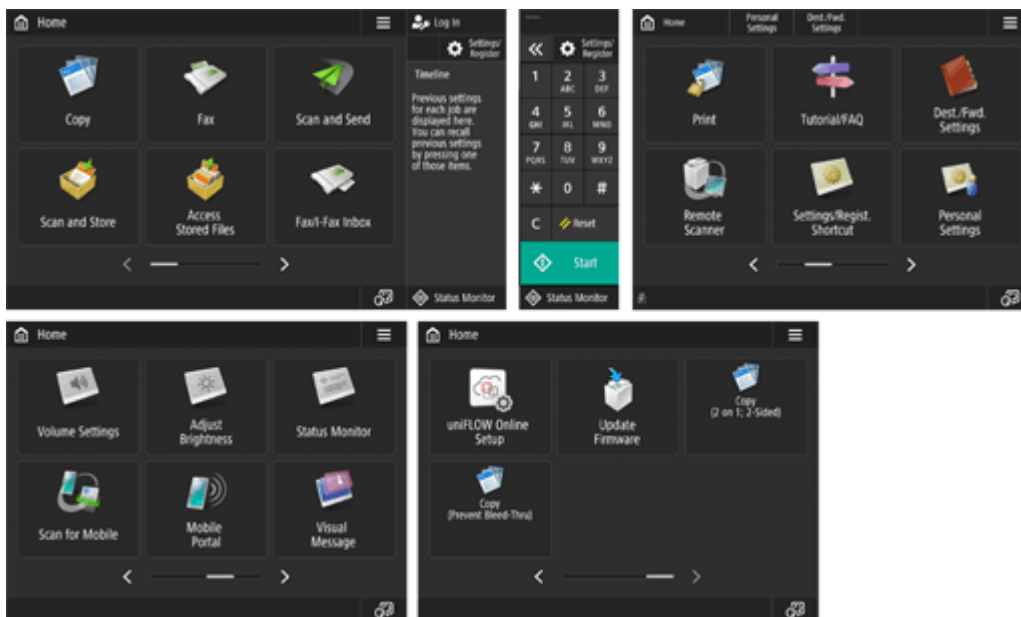 Home
Log In
Settings/
Register
Copy
Fax
Scan and Send
Scan and Store
Access
Stored Files
Fax/I-Fax Inbox
Timeline
Previous settings
for each job are
displayed here.
You can recall
previous settings
by pressing one
of those items.
Status Monitor
Settings/
Register
1 2 3
ABC DEF
4 5 6
GHI JKL MNO
7 8 9
PQRS TUV WXYZ
* 0 #
C Reset
Start
Status Monitor
Home
Personal
Settings
Dest./Fwd.
Settings
Print
Tutorial/FAQ
Dest./Fwd.
Settings
Remote
Scanner
Settings/Regist.
Shortcut
Personal
Settings
Home
Volume Settings
Adjust
Brightness
Status Monitor
Scan for Mobile
Mobile
Portal
Visual
Message
Home
uniFLOW Online
Setup
Update
Firmware
Copy
(2 on 1; 2-Sided)
Copy
(Prevent Bleed-Thru)